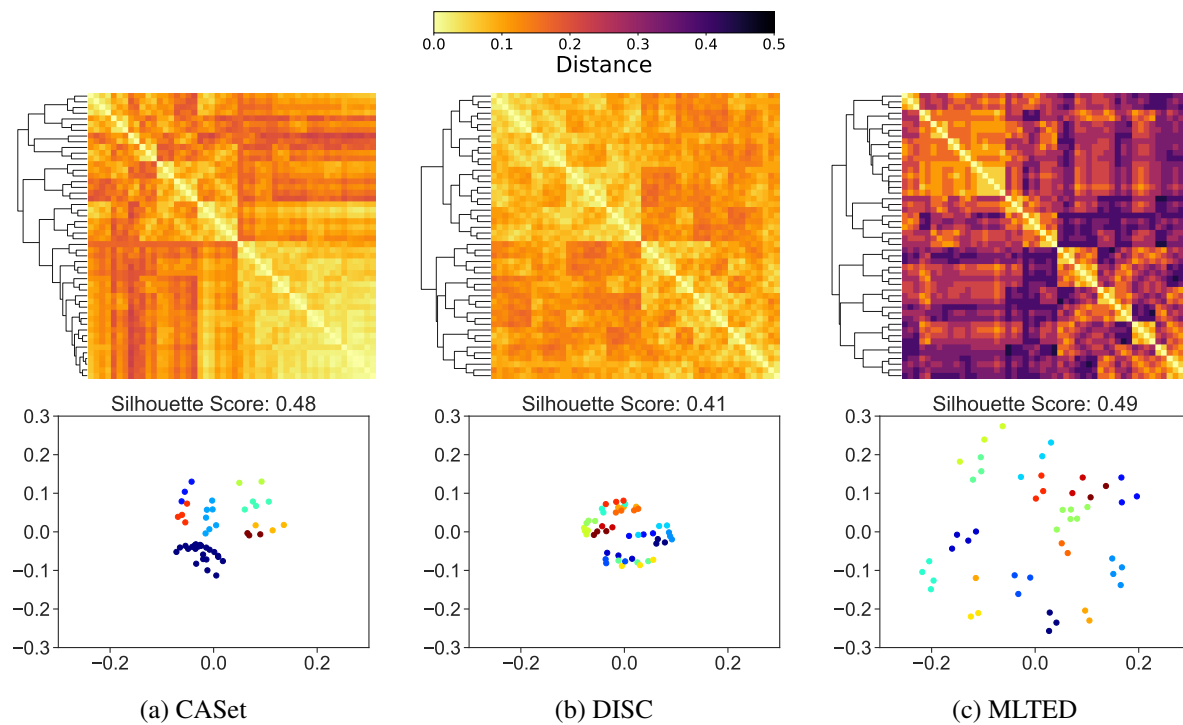 0.0 0.1 0.2 0.3 0.4 0.5
Distance
Silhouette Score: 0.48
Silhouette Score: 0.41
Silhouette Score: 0.49
0.3 0.3 0.3
0.2 0.2 0.2
0.1 0.1 0.1
0.0 0.0 0.0
−0.1 −0.1 −0.1
−0.2 −0.2 −0.2
−0.3 −0.3 −0.3
−0.2 0.0 0.2 −0.2 0.0 0.2 −0.2 0.0 0.2
(a) CASet
(b) DISC
(c) MLTED